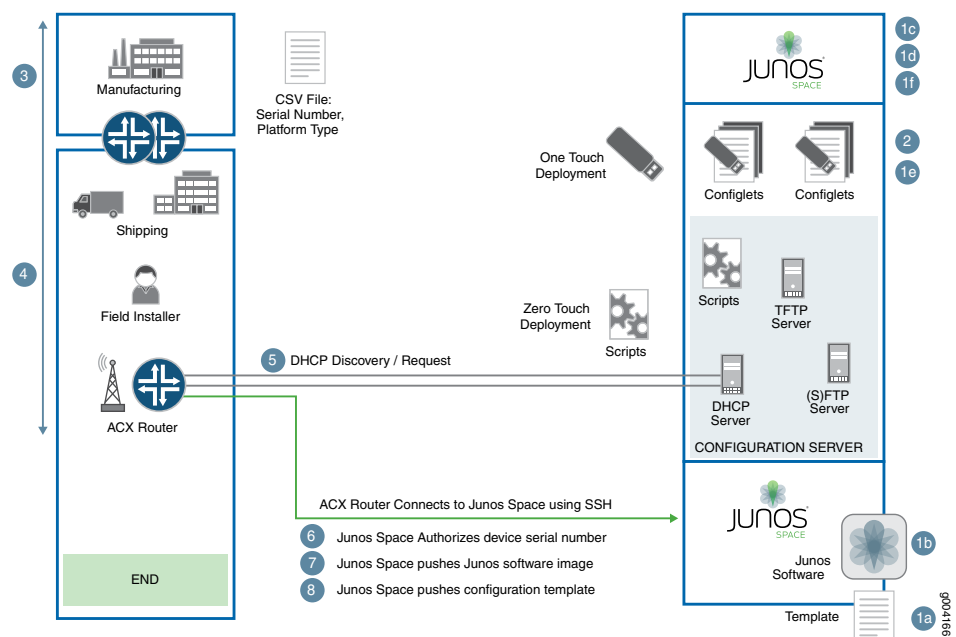 3
Manufacturing
CSV File:
Serial Number,
Platform Type
JUNOS
SPACE
1c
1d
1f
One Touch
Deployment
Configlets
Configlets
2
1e
4
Shipping
Field Installer
ACX Router
Zero Touch
Deployment
Scripts
Scripts
TFTP
Server
DHCP
Server
(S)FTP
Server
CONFIGURATION SERVER
5
DHCP Discovery / Request
ACX Router Connects to Junos Space using SSH
6
Junos Space Authorizes device serial number
7
Junos Space pushes Junos software image
8
Junos Space pushes configuration template
JUNOS
SPACE
Junos
Software
1b
Template
1a
END
g004166